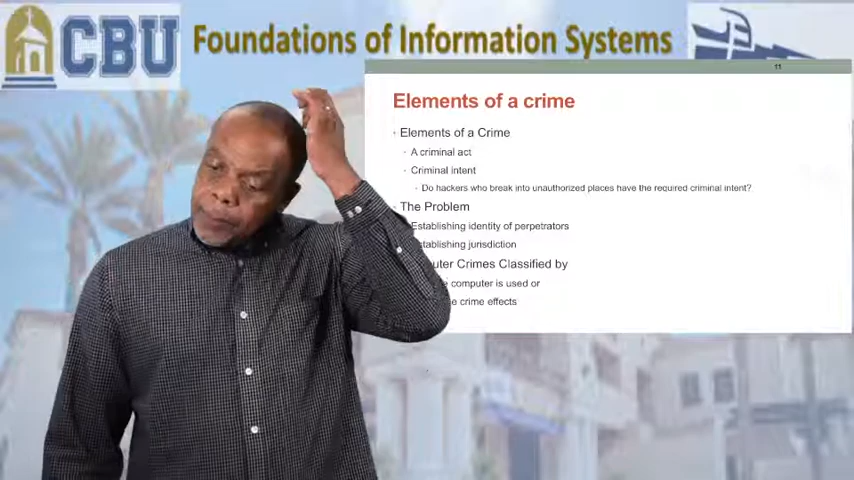 CBU
Foundations of Information Systems
11
Elements of a crime
Elements of a Crime
A criminal act
Criminal intent
Do hackers who break into unauthorized places have the required criminal intent?
The Problem
Establishing identity of perpetrators
stablishing jurisdiction
uter Crimes Classified by
computer is used or
e crime effects